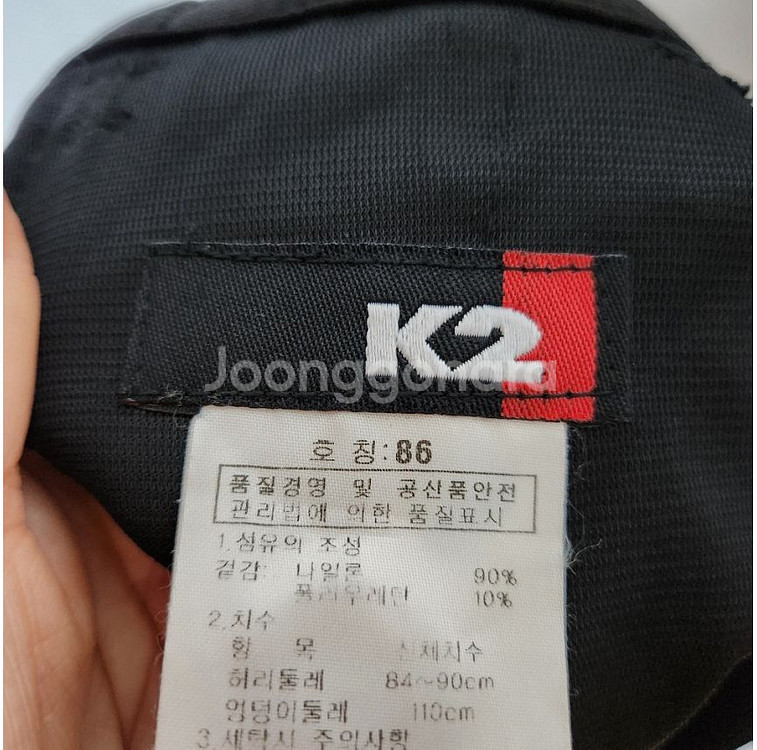 K2
Joonggonara
호 칭:86
품질경영 및 공산품안전
관리법에 의한 품질표시
1.섬유의 조성
겉감: 나일론 90%
폴리우레탄 10%
2.치수
항 목 신체치수
허리둘레 84~90cm
엉덩이둘레 110cm
3.세탁시 주의사항